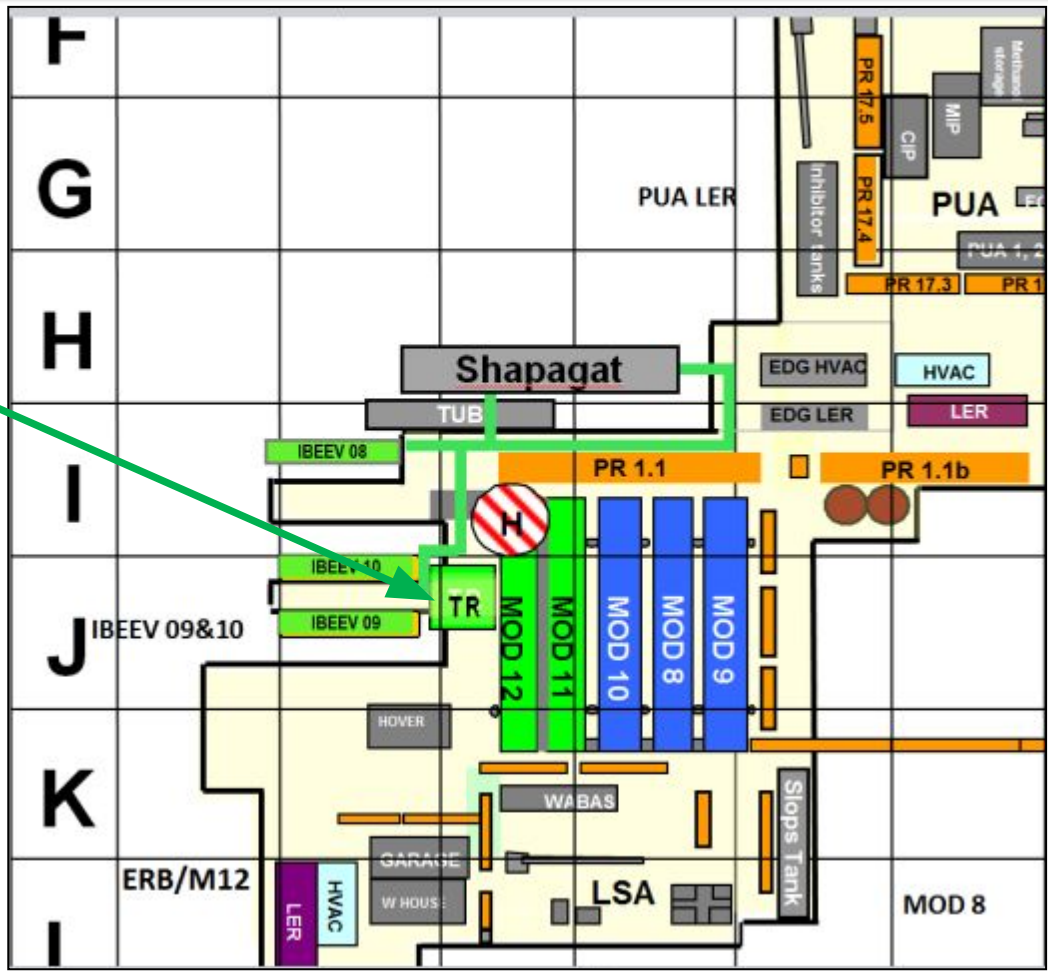 F
PR 17.5
Methanol
storage
MIP
CIP
G
PUA LER
Inhibitor tanks
PR 17.4
PUA
PUA 1, 2
PR 17.3
PR 1
H
Shapagat
EDG HVAC
HVAC
TUB
EDG LER
LER
IBEEV 08
I
PR 1.1
PR 1.1b
H
IBEEV 10
TR
J
IBEEV 09&10
IBEEV 09
MOD 12
MOD 11
MOD 10
MOD 8
MOD 9
HOVER
K
WABAS
Slops Tank
GARAGE
ERB/M12
LER
HVAC
W HOUSE
LSA
MOD 8